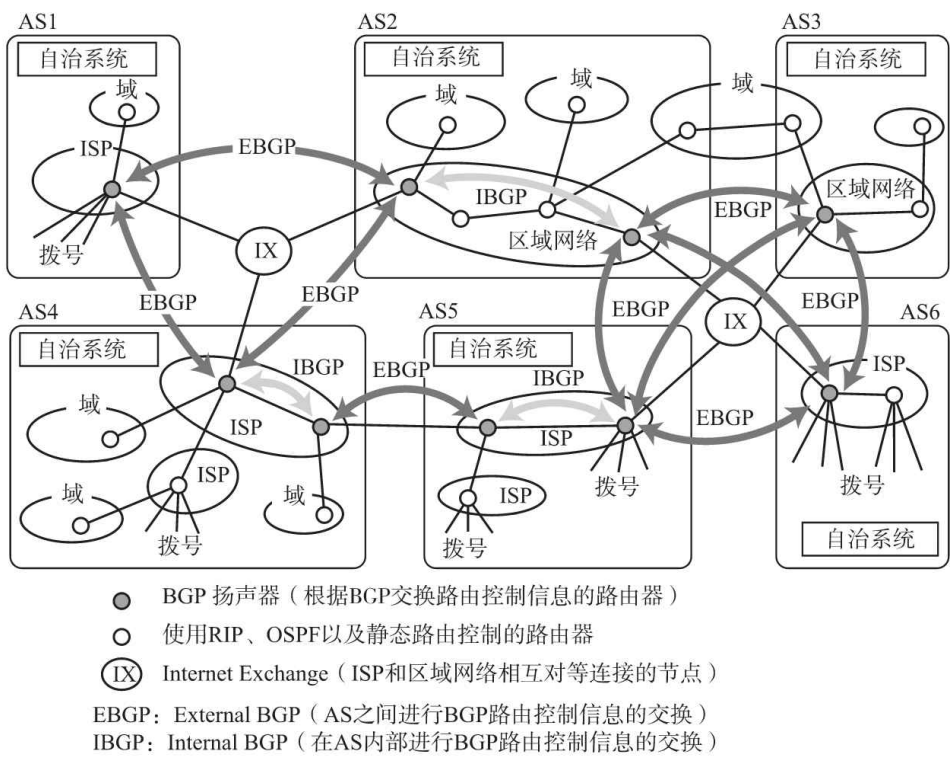 AS1
AS2
AS3
自治系统
自治系统
自治系统
域
域
域
域
ISP
EBGP
IBGP
区域网络
EBGP
区域网络
拨号
IX
EBGP
EBGP
EBGP
EBGP
EBGP
IX
AS4
AS5
AS6
自治系统
自治系统
IBGP
EBGP
IBGP
ISP
域
ISP
ISP
EBGP
ISP
域
域
ISP
拨号
拨号
拨号
拨号
自治系统
BGP 扬声器（根据BGP交换路由控制信息的路由器）
使用RIP、OSPF以及静态路由控制的路由器
IX Internet Exchange（ISP和区域网络相互对等连接的节点）
EBGP：External BGP（AS之间进行BGP路由控制信息的交换）
IBGP：Internal BGP（在AS内部进行BGP路由控制信息的交换）